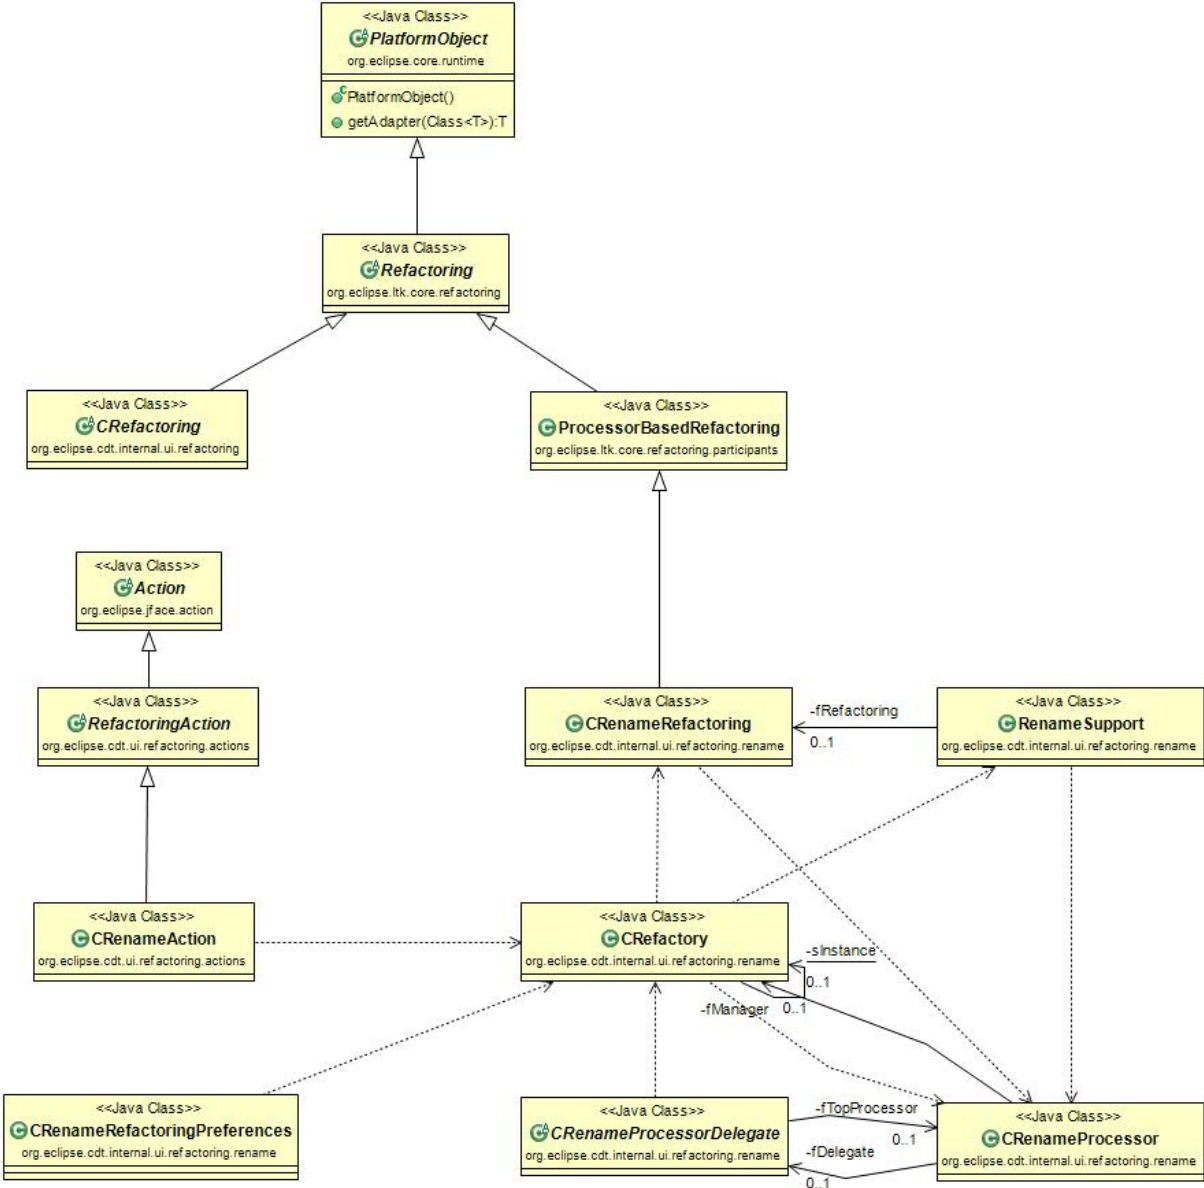 <<Java Class>>
PlatformObject
org.eclipse.core.runtime
PlatformObject()
getAdapter(Class<T>):T
<<Java Class>>
Refactoring
org.eclipse.ltk.core.refactoring
<<Java Class>>
CRefactoring
org.eclipse.cdt.internal.ui.refactoring
<<Java Class>>
ProcessorBasedRefactoring
org.eclipse.ltk.core.refactoring.participants
<<Java Class>>
Action
org.eclipse.jface.action
<<Java Class>>
RefactoringAction
org.eclipse.cdt.ui.refactoring.actions
<<Java Class>>
CRenameRefactoring
org.eclipse.cdt.internal.ui.refactoring.rename
-fRefactoring
0..1
<<Java Class>>
RenameSupport
org.eclipse.cdt.internal.ui.refactoring.rename
<<Java Class>>
CRenameAction
org.eclipse.cdt.ui.refactoring.actions
<<Java Class>>
CRefactory
org.eclipse.cdt.internal.ui.refactoring.rename
-sInstance
0..1
-fManager
0..1
<<Java Class>>
CRenameRefactoringPreferences
org.eclipse.cdt.internal.ui.refactoring.rename
<<Java Class>>
CRenameProcessorDelegate
org.eclipse.cdt.internal.ui.refactoring.rename
-fTopProcessor
0..1
-fDelegate
0..1
<<Java Class>>
CRenameProcessor
org.eclipse.cdt.internal.ui.refactoring.rename